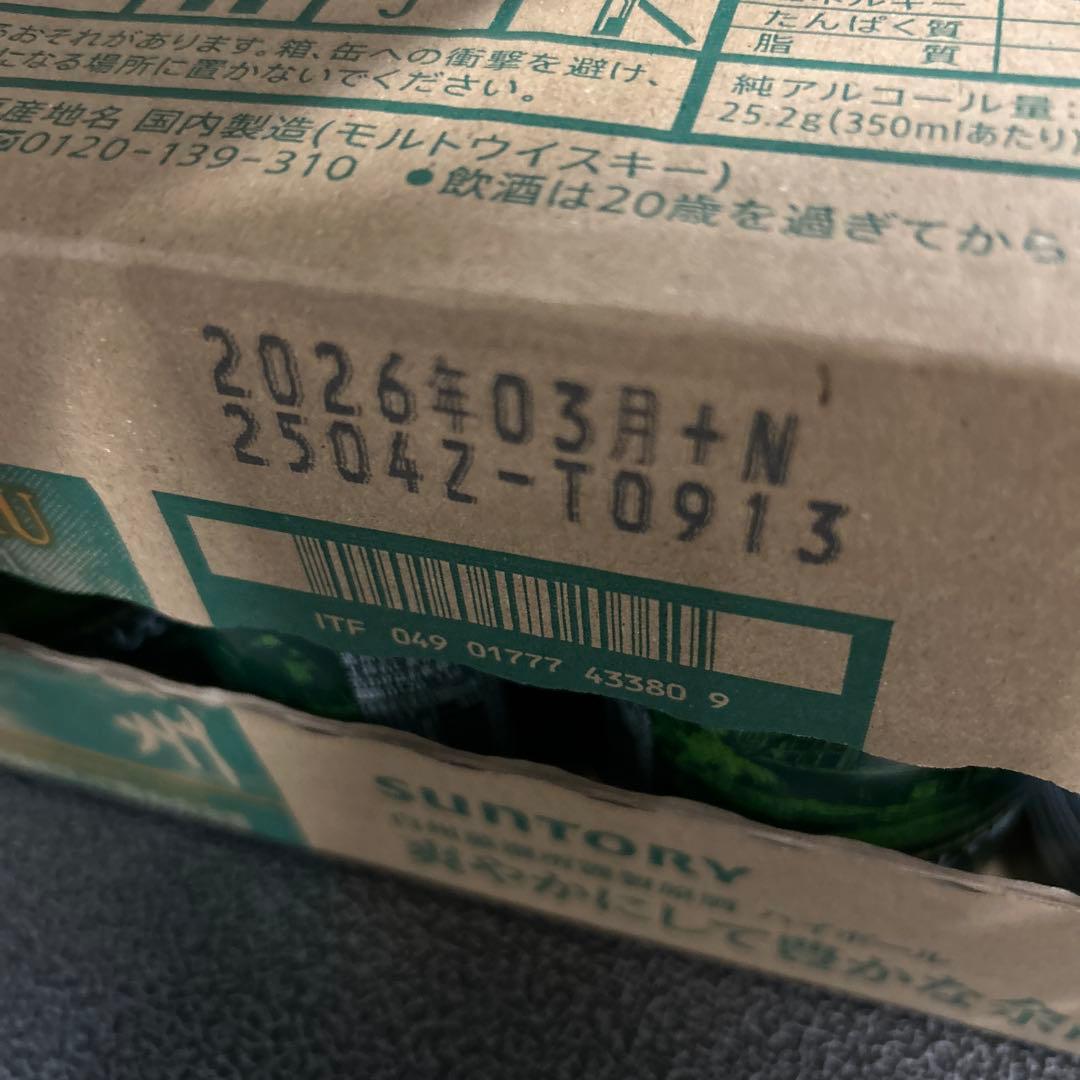 たんぱく質
脂 質
おそれがあります。箱、缶への衝撃を避け、
になる場所に置かないでください。
純アルコール量:
25.2g(350mlあたり)
産地名 国内製造(モルトウイスキー)
0120-139-310 ●飲酒は20歳を過ぎてから
2026年03月+N
2504Z-T0913
ITF 049 01777 43380 9
州
SUNTORY
ハイボール
爽やかにして豊かな余